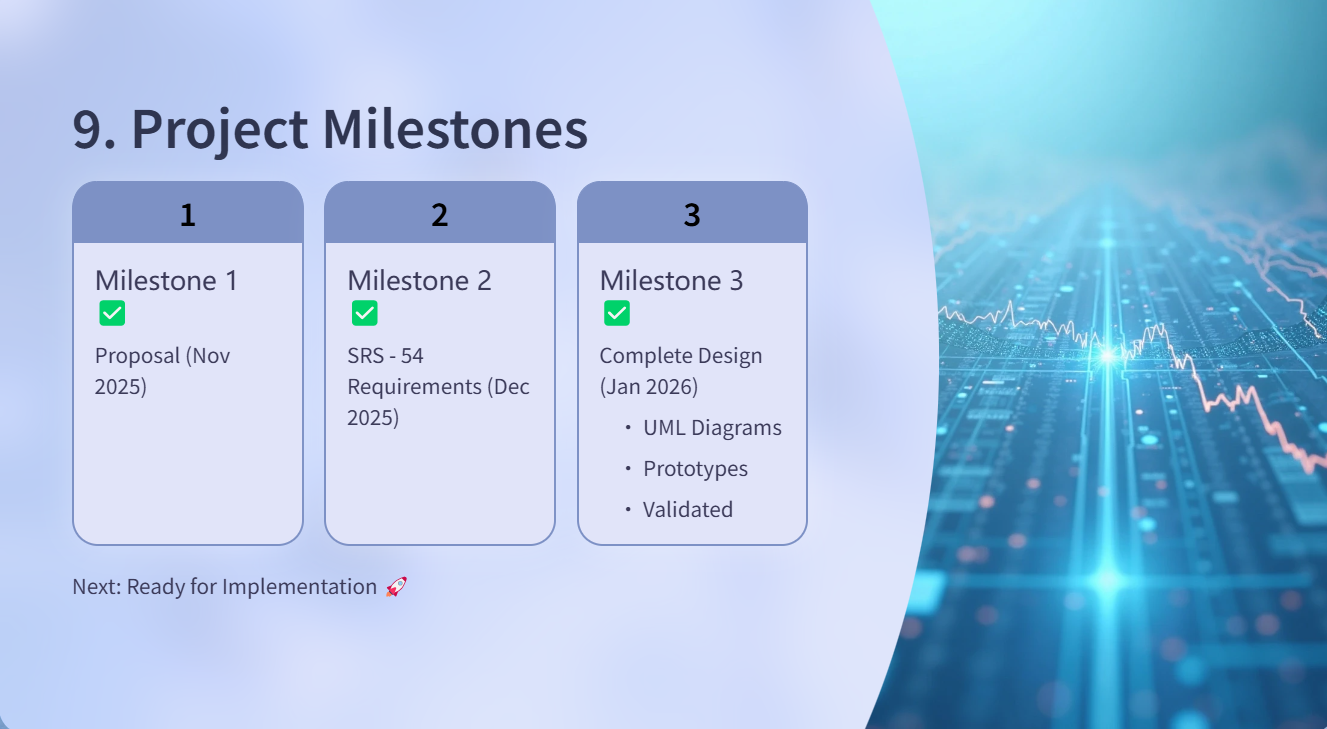 9. Project Milestones
1
Milestone 1
✅
Proposal (Nov
2025)
2
Milestone 2
✅
SRS - 54
Requirements (Dec
2025)
3
Milestone 3
✅
Complete Design
(Jan 2026)
• UML Diagrams
• Prototypes
• Validated
Next: Ready for Implementation 🚀